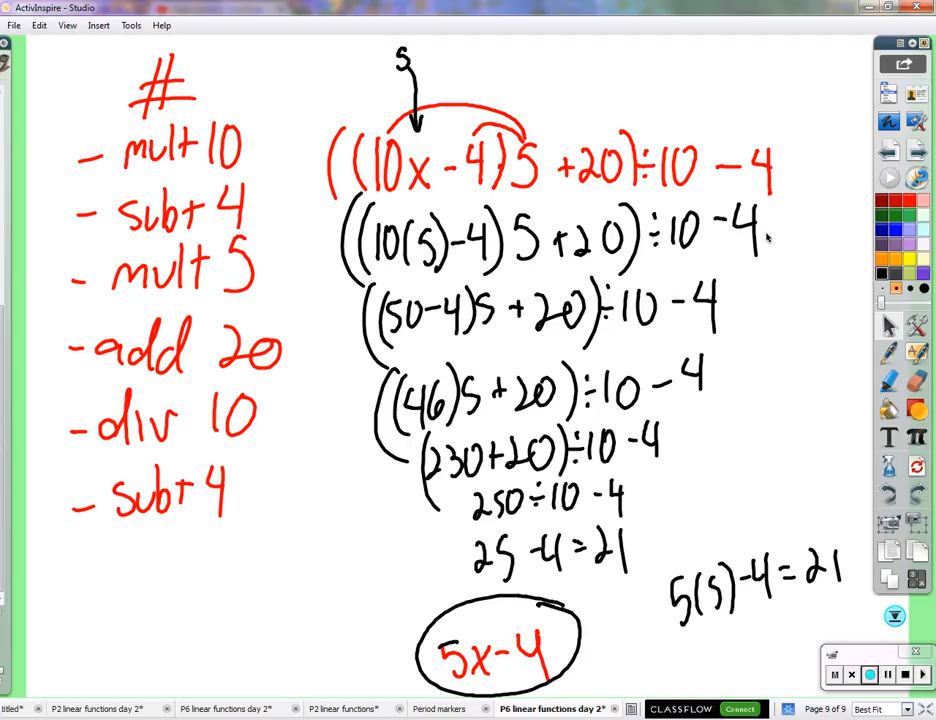 ActivInspire - Studio
File Edit View Insert Tools Help
#
- mult 10
- subt 4
- mult 5
- add 20
- div 10
- subt 4
5
((10x - 4)5 + 20) ÷ 10 - 4
((10(5) - 4) 5 + 20) ÷ 10 - 4
((50 - 4)5 + 20) ÷ 10 - 4
((46)5 + 20) ÷ 10 - 4
(230 + 20) ÷ 10 - 4
250 ÷ 10 - 4
25 - 4 = 21
5(5) - 4 = 21
5x - 4
itled* P2 linear functions day 2* P6 linear functions day 2* P2 linear functions* Period markers P6 linear functions day 2* CLASSFLOW Connect Page 9 of 9 Best Fit